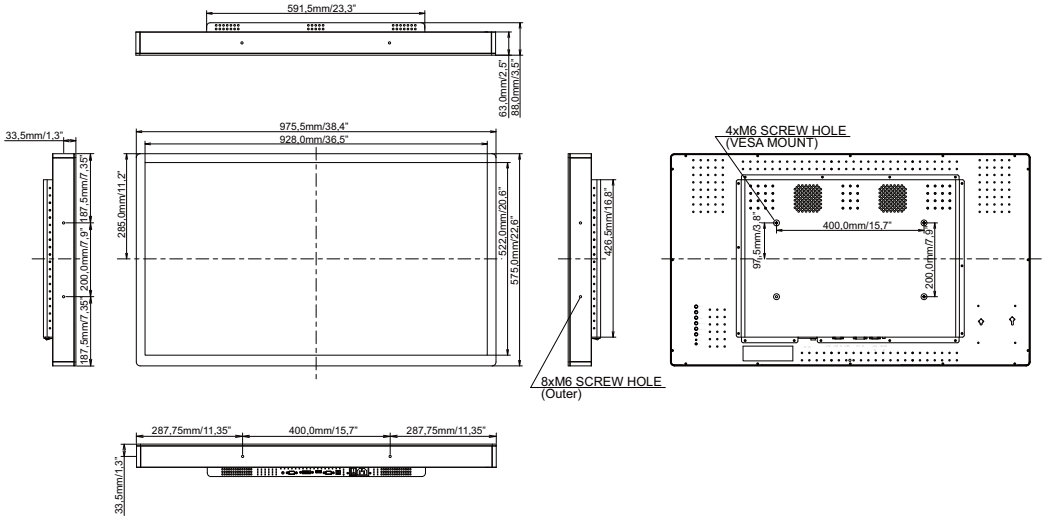 591,5mm/23,3"
63,0mm/2,5"
88,0mm/3,5"
33,5mm/1,3"
975,5mm/38,4"
928,0mm/36,5"
187,5mm/7,35"
200,0mm/7,9"
187,5mm/7,35"
285,0mm/11,2"
522,0mm/20,6"
575,0mm/22,6"
426,5mm/16,8"
8xM6 SCREW HOLE
(Outer)
4xM6 SCREW HOLE
(VESA MOUNT)
400,0mm/15,7"
97,5mm/3,8"
200,0mm/7,9"
287,75mm/11,35"
400,0mm/15,7"
287,75mm/11,35"
33,5mm/1,3"